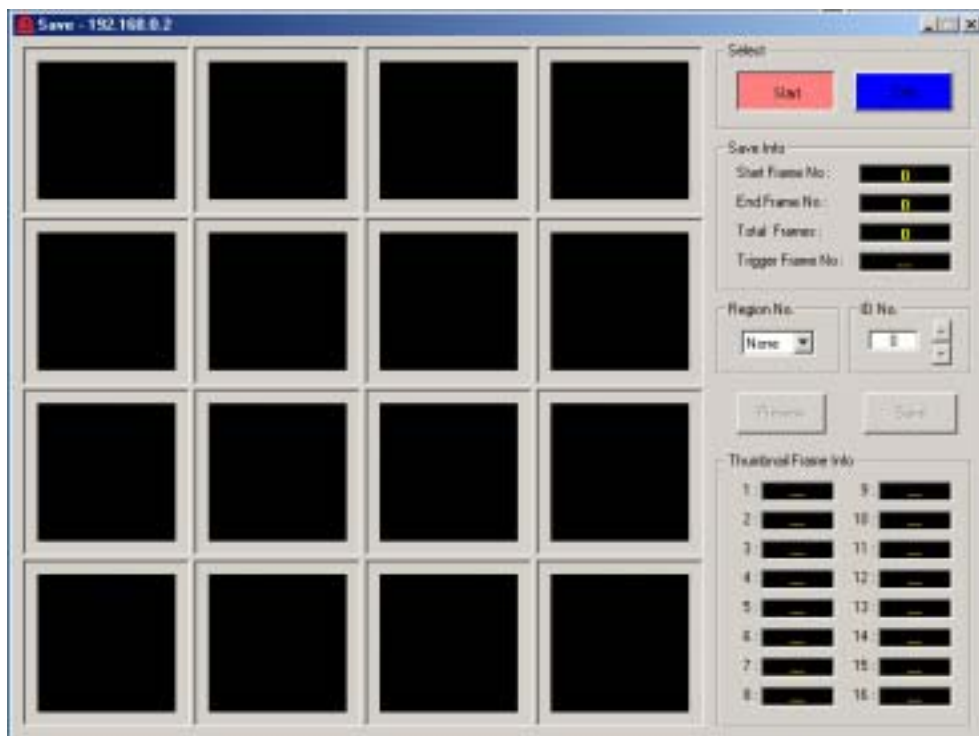 Save - 192.168.0.2
Select
Start
Save Info
Start Frame No :
0
End Frame No :
0
Total Frames :
0
Trigger Frame No :
Region No.
ID No.
None
0
Save
Thumbnail Frame Info
1 :
9 :
2 :
10 :
3 :
11 :
4 :
12 :
5 :
13 :
6 :
14 :
7 :
15 :
8 :
16 :